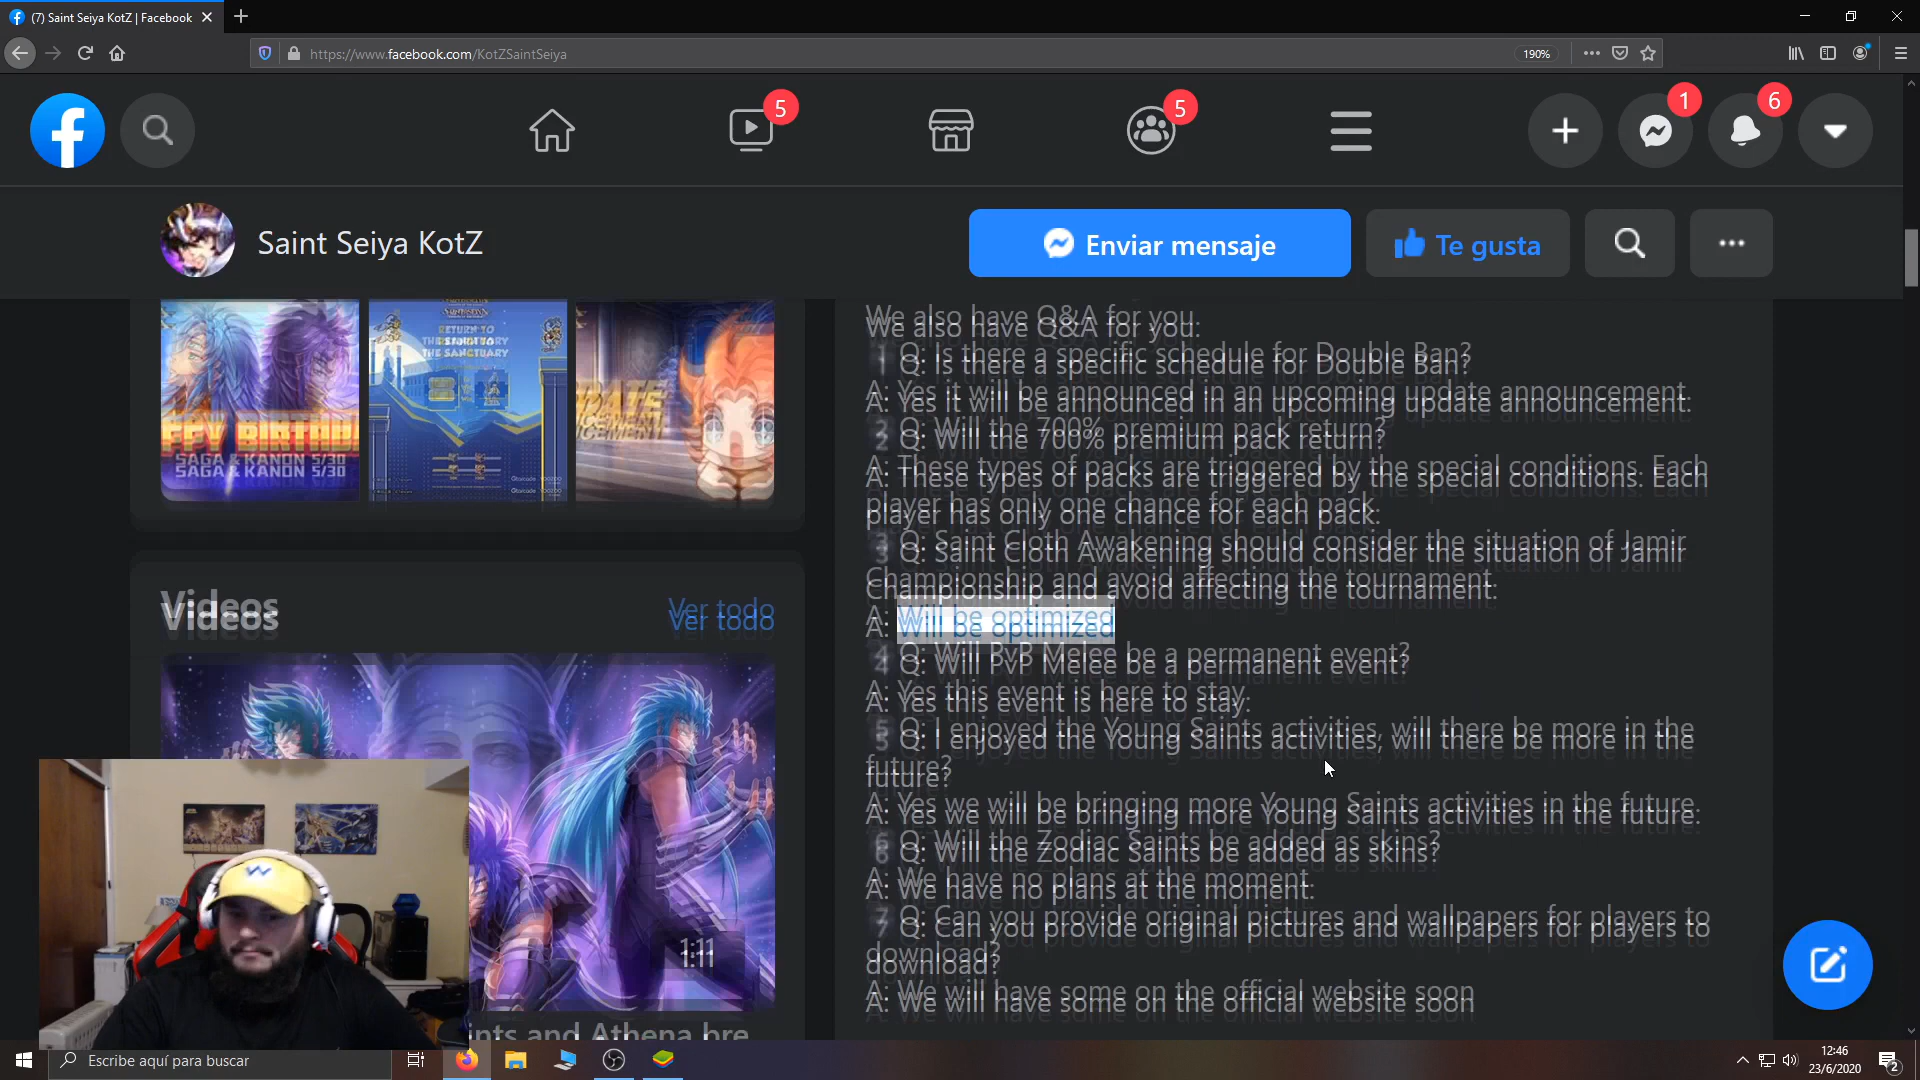 (7) Saint Seiya KotZ | Facebook
https://www.facebook.com/KotZSaintSeiya
190%
5
5
1
6
Saint Seiya KotZ
Enviar mensaje
Te gusta
SAGA & KANON 5/30
RETURN TO
THE SANCTUARY
Videos
Ver todo
1:11
nts and Athena bre
We also have Q&A for you:
1 Q: Is there a specific schedule for Double Ban?
A: Yes it will be announced in an upcoming update announcement.
2 Q: Will the 700% premium pack return?
A: These types of packs are triggered by the special conditions. Each
player has only one chance for each pack.
3 Q: Saint Cloth Awakening should consider the situation of Jamir
Championship and avoid affecting the tournament.
A: Will be optimized
4 Q: Will PvP Melee be a permanent event?
A: Yes this event is here to stay.
5 Q: I enjoyed the Young Saints activities, will there be more in the
future?
A: Yes we will be bringing more Young Saints activities in the future.
6 Q: Will the Zodiac Saints be added as skins?
A: We have no plans at the moment.
7 Q: Can you provide original pictures and wallpapers for players to
download?
A: We will have some on the official website soon
Escribe aquí para buscar
12:46
23/6/2020
2